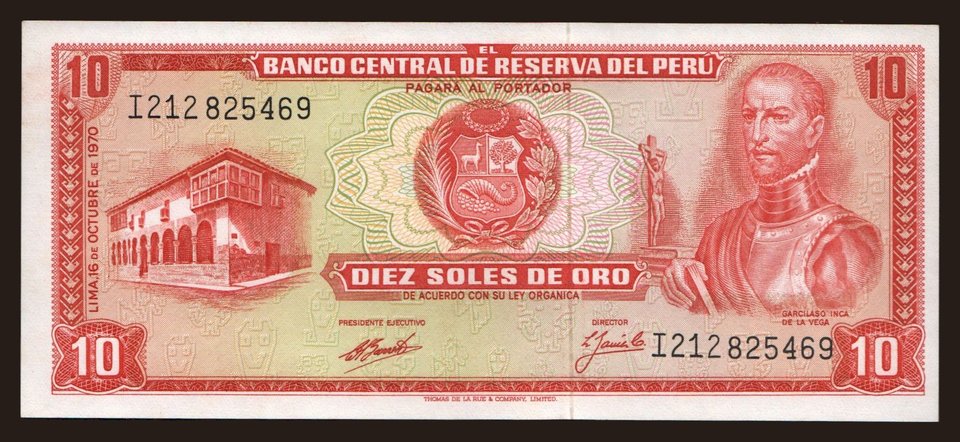 10
EL
BANCO CENTRAL DE RESERVA DEL PERÚ
10
PAGARÁ AL PORTADOR
I212 825469
LIMA, 16 DE OCTUBRE DE 1970
DIEZ SOLES DE ORO
DE ACUERDO CON SU LEY ORGANICA
GARCILASO INCA
DE LA VEGA
PRESIDENTE EJECUTIVO
DIRECTOR
I212 825469
10
10
THOMAS DE LA RUE & COMPANY, LIMITED.